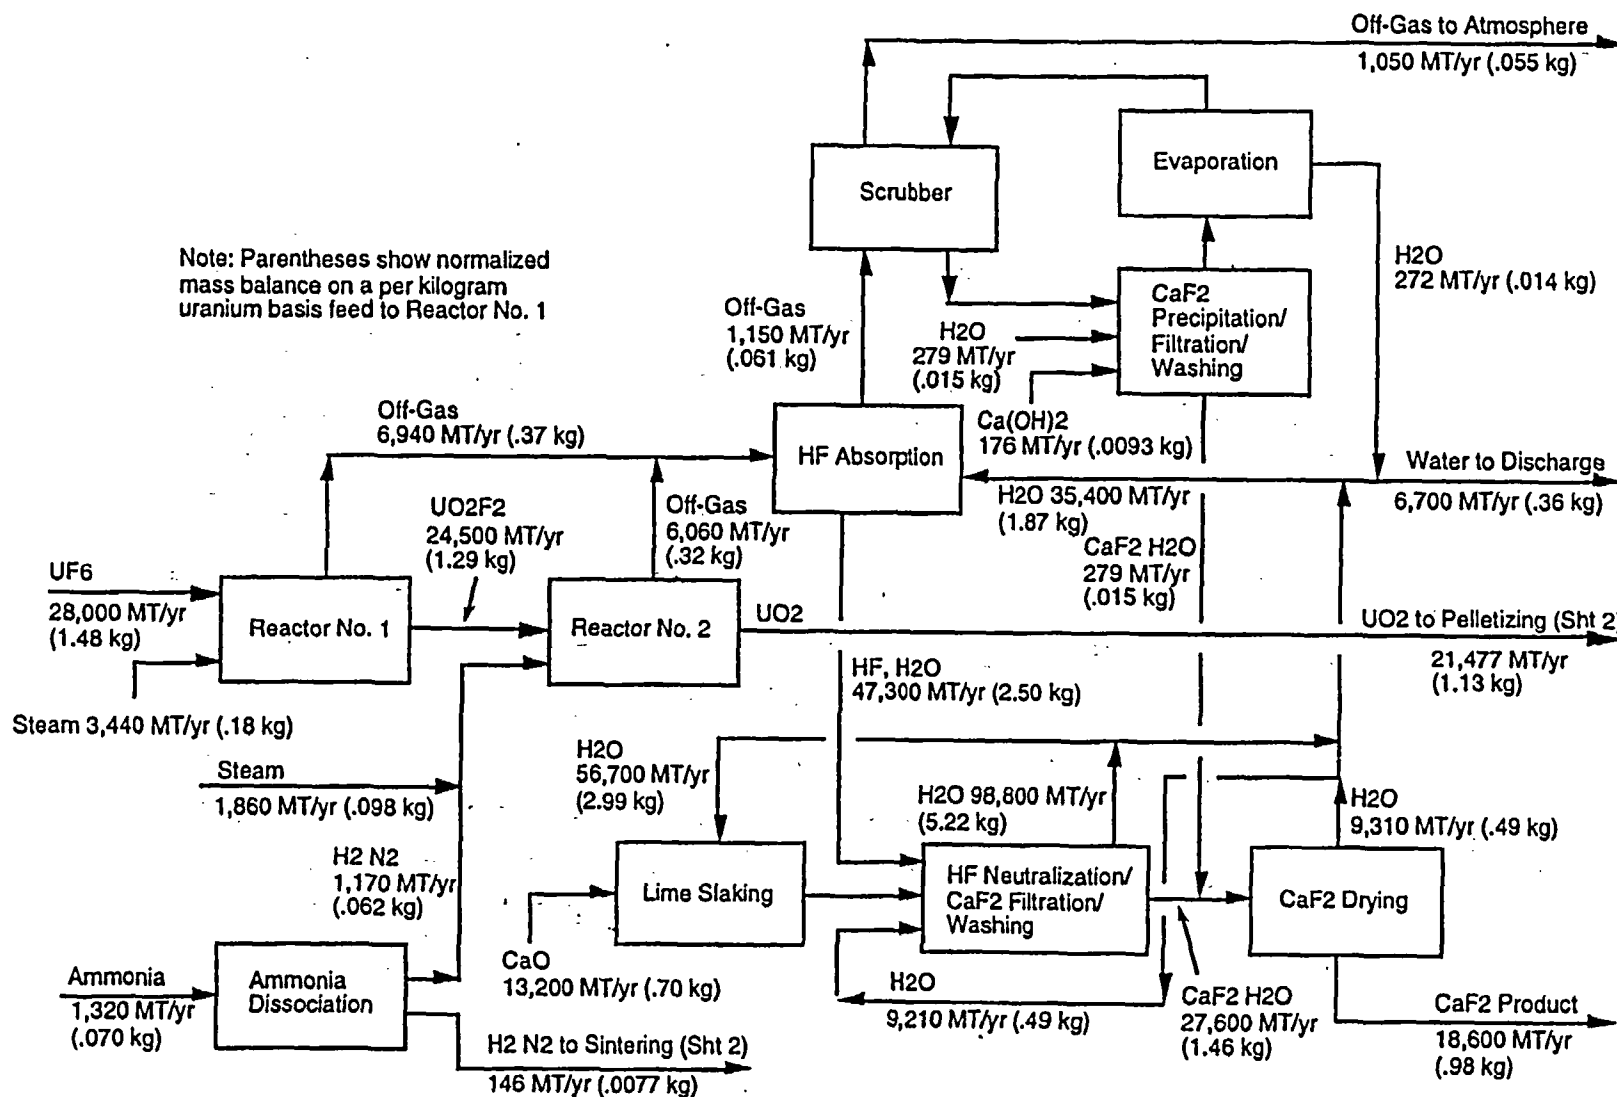 Off-Gas to Atmosphere
1,050 MT/yr (.055 kg)
Evaporation
Scrubber
Note: Parentheses show normalized
mass balance on a per kilogram
uranium basis feed to Reactor No. 1
H2O
272 MT/yr (.014 kg)
CaF2
Precipitation/
Filtration/
Washing
Off-Gas
1,150 MT/yr
(.061 kg)
H2O
279 MT/yr
(.015 kg)
Ca(OH)2
176 MT/yr (.0093 kg)
Off-Gas
6,940 MT/yr (.37 kg)
HF Absorption
Water to Discharge
6,700 MT/yr (.36 kg)
H2O 35,400 MT/yr
(1.87 kg)
UO2F2
24,500 MT/yr
(1.29 kg)
Off-Gas
6,060 MT/yr
(.32 kg)
CaF2 H2O
279 MT/yr
(.015 kg)
UF6
28,000 MT/yr
(1.48 kg)
Reactor No. 1
Reactor No. 2
UO2
UO2 to Pelletizing (Sht 2)
21,477 MT/yr
(1.13 kg)
HF, H2O
47,300 MT/yr (2.50 kg)
Steam 3,440 MT/yr (.18 kg)
Steam
1,860 MT/yr (.098 kg)
H2O
56,700 MT/yr
(2.99 kg)
H2O 98,800 MT/yr
(5.22 kg)
H2O
9,310 MT/yr (.49 kg)
H2 N2
1,170 MT/yr
(.062 kg)
Lime Slaking
HF Neutralization/
CaF2 Filtration/
Washing
CaF2 Drying
CaO
13,200 MT/yr (.70 kg)
H2O
9,210 MT/yr (.49 kg)
CaF2 H2O
27,600 MT/yr
(1.46 kg)
Ammonia
1,320 MT/yr
(.070 kg)
Ammonia
Dissociation
CaF2 Product
18,600 MT/yr
(.98 kg)
H2 N2 to Sintering (Sht 2)
146 MT/yr (.0077 kg)